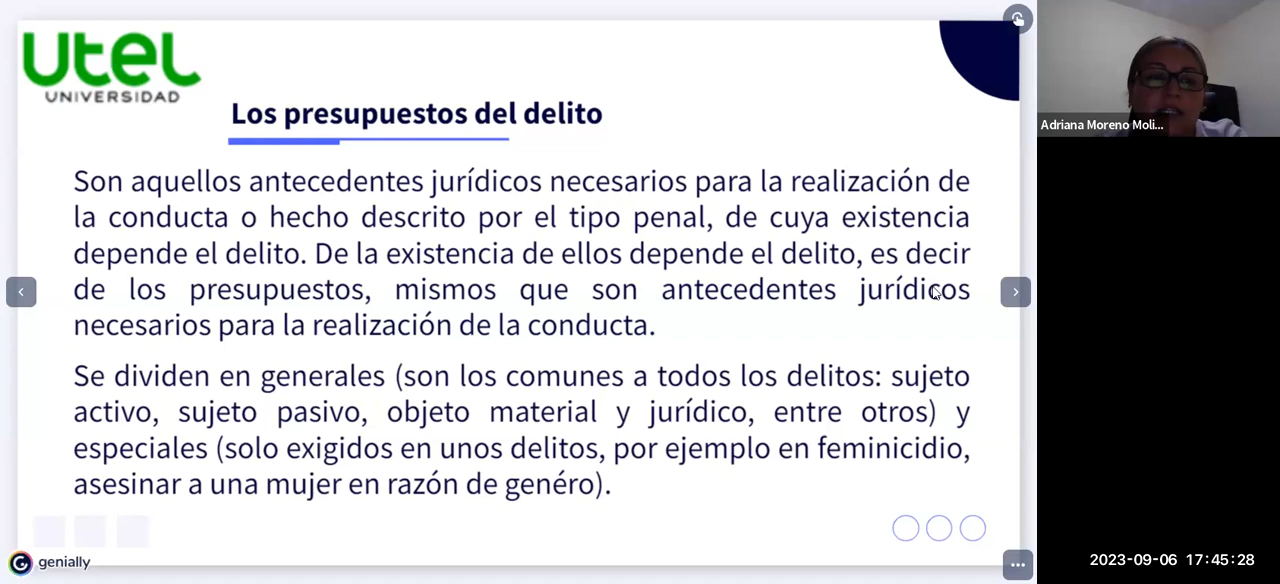 utel
UNIVERSIDAD
Los presupuestos del delito
Son aquellos antecedentes jurídicos necesarios para la realización de
la conducta o hecho descrito por el tipo penal, de cuya existencia
depende el delito. De la existencia de ellos depende el delito, es decir
de los presupuestos, mismos que son antecedentes jurídicos
necesarios para la realización de la conducta.
Se dividen en generales (son los comunes a todos los delitos: sujeto
activo, sujeto pasivo, objeto material y jurídico, entre otros) y
especiales (solo exigidos en unos delitos, por ejemplo en feminicidio,
asesinar a una mujer en razón de genéro).
genially
Adriana Moreno Moli...
2023-09-06 17:45:28